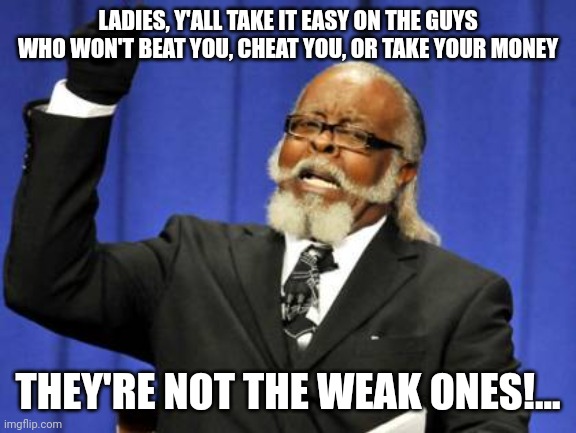 LADIES, Y'ALL TAKE IT EASY ON THE GUYS
WHO WON'T BEAT YOU, CHEAT YOU, OR TAKE YOUR MONEY
THEY'RE NOT THE WEAK ONES!...
imgflip.com